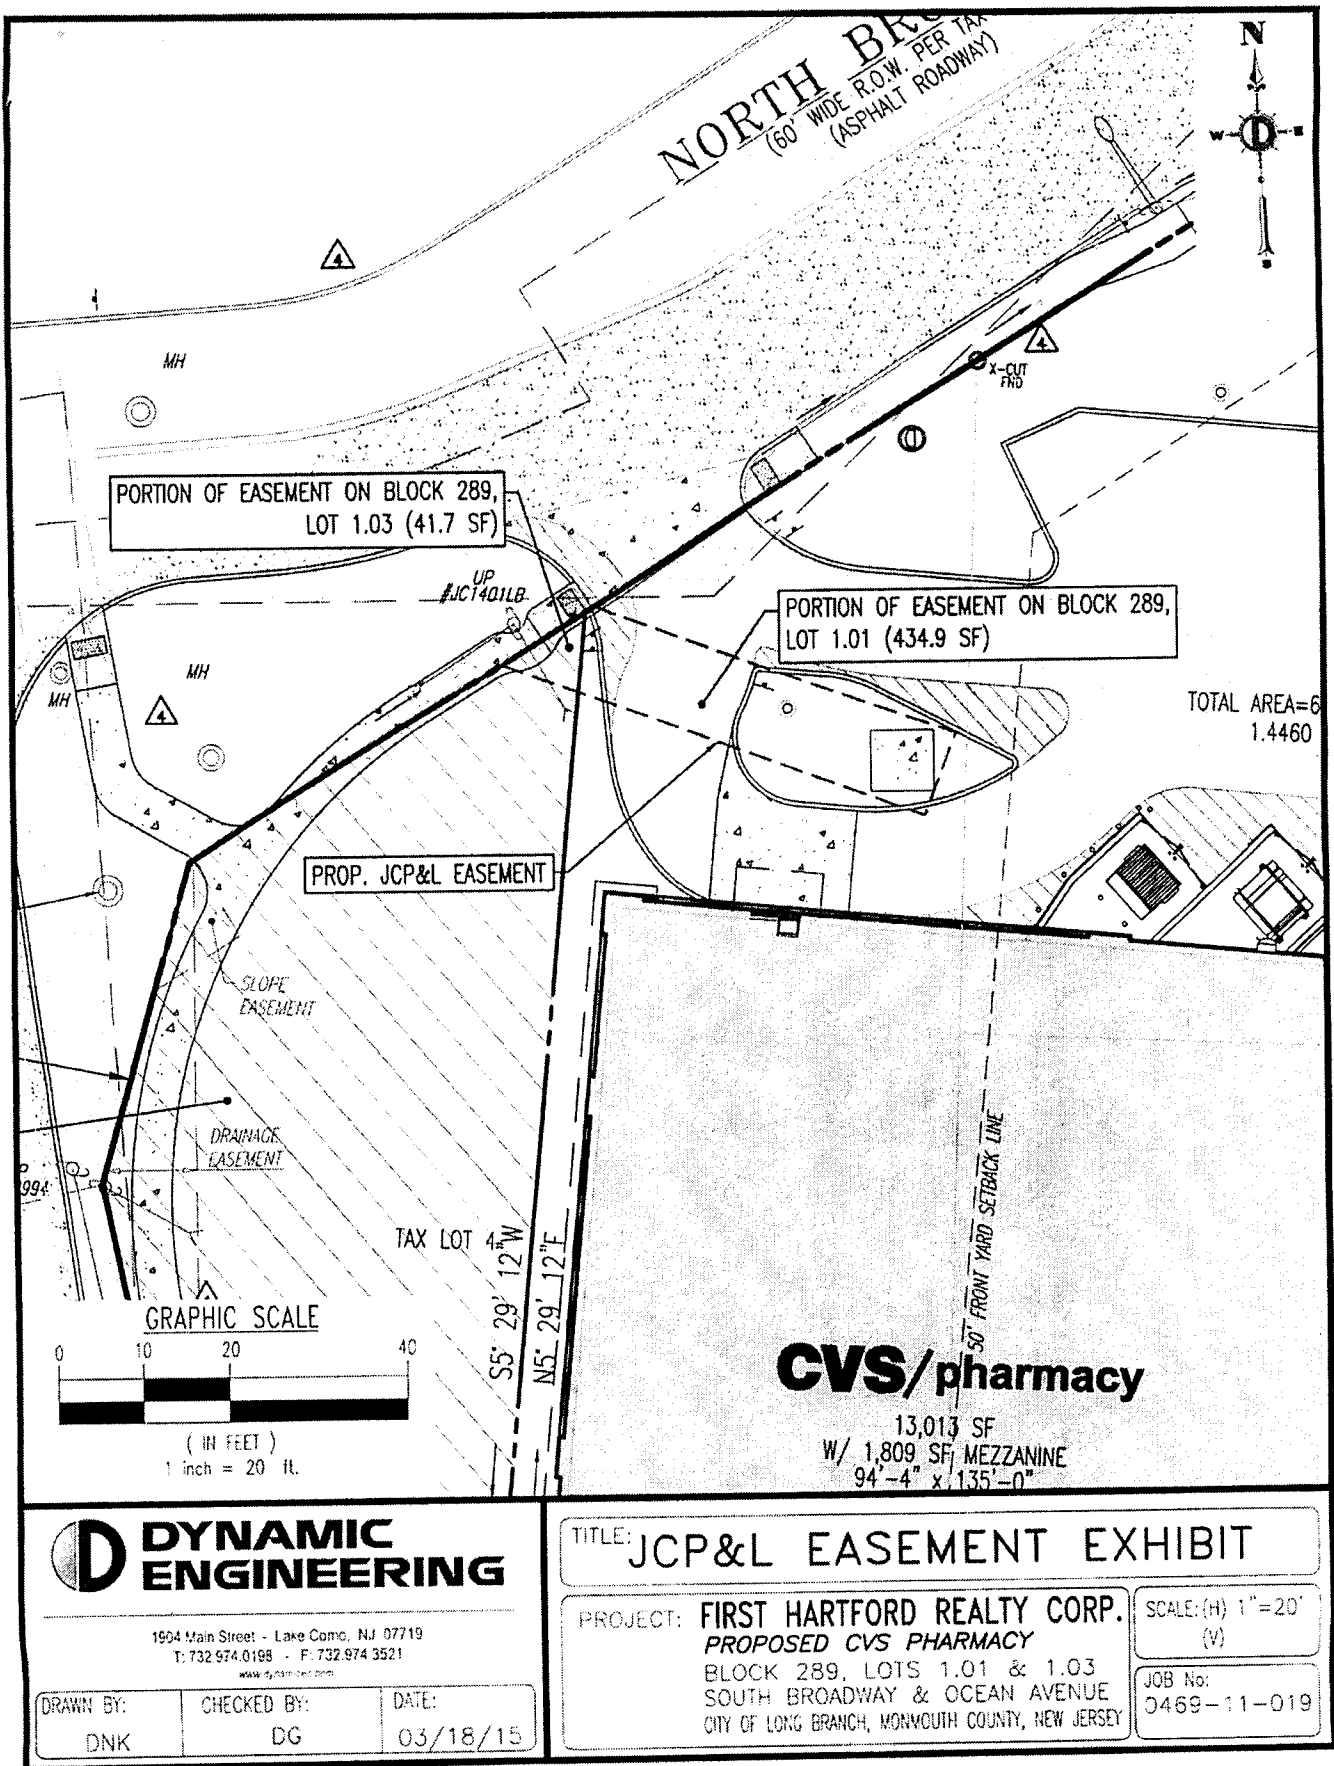 NORTH
(60' WIDE R.O.W. PER TAX
(ASPHALT ROADWAY)
N
W
D
4
MH
4
X-CUT
FND
PORTION OF EASEMENT ON BLOCK 289,
LOT 1.03 (41.7 SF)
UP
#JC1401LB
PORTION OF EASEMENT ON BLOCK 289,
LOT 1.01 (434.9 SF)
MH
MH
4
TOTAL AREA=6
1.4460
PROP. JCP&L EASEMENT
SLOPE
EASEMENT
DRAINAGE
EASEMENT
994
TAX LOT 4
S5° 29' 12"W
N5° 29' 12"E
50' FRONT YARD SETBACK LINE
GRAPHIC SCALE
0 10 20 40
( IN FEET )
1 inch = 20 ft.
CVS/pharmacy
13,013 SF
W/ 1,809 SF MEZZANINE
94'-4" x 135'-0"
D DYNAMIC
ENGINEERING
1904 Main Street - Lake Como, NJ 07719
T: 732.974.0198 - F: 732.974.3521
DRAWN BY:
DNK
CHECKED BY:
DG
DATE:
03/18/15
TITLE: JCP&L EASEMENT EXHIBIT
PROJECT: FIRST HARTFORD REALTY CORP.
PROPOSED CVS PHARMACY
BLOCK 289, LOTS 1.01 & 1.03
SOUTH BROADWAY & OCEAN AVENUE
CITY OF LONG BRANCH, MONMOUTH COUNTY, NEW JERSEY
SCALE: (H) 1"=20'
(V)
JOB No:
0469-11-019